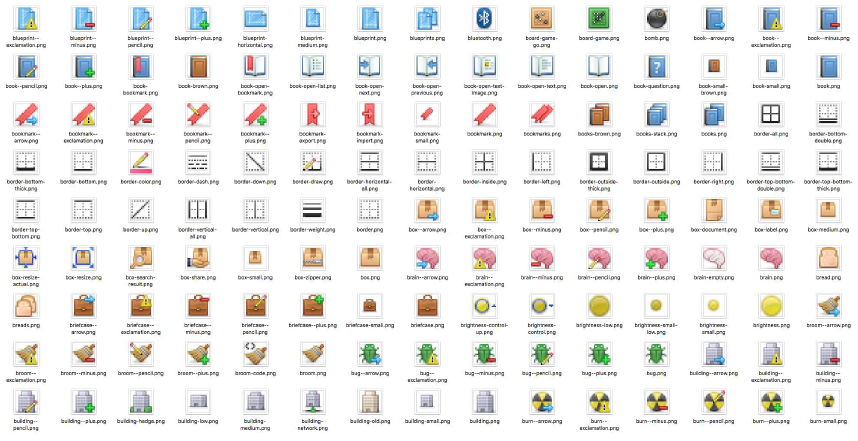 blueprint--
exclamation.png
blueprint--
minus.png
blueprint--
pencil.png
blueprint--plus.png
blueprint-
horizontal.png
blueprint-
medium.png
blueprint.png
blueprints.png
bluetooth.png
board-game-
go.png
board-game.png
bomb.png
book--arrow.png
book--
exclamation.png
book--minus.png
book--pencil.png
book--plus.png
book-
bookmark.png
book-brown.png
book-open-
bookmark.png
book-open-list.png
book-open-
next.png
book-open-
previous.png
book-open-text-
image.png
book-open-text.png
book-open.png
book-question.png
book-small-
brown.png
book-small.png
book.png
bookmark--
arrow.png
bookmark--
exclamation.png
bookmark--
minus.png
bookmark--
pencil.png
bookmark--
plus.png
bookmark-
export.png
bookmark-
import.png
bookmark-
small.png
bookmark.png
bookmarks.png
books-brown.png
books-stack.png
books.png
border-all.png
border-bottom-
double.png
border-bottom-
thick.png
border-bottom.png
border-color.png
border-dash.png
border-down.png
border-draw.png
border-horizontal-
all.png
border-
horizontal.png
border-inside.png
border-left.png
border-outside-
thick.png
border-outside.png
border-right.png
border-top-bottom-
double.png
border-top-bottom-
thick.png
border-top-
bottom.png
border-top.png
border-up.png
border-vertical-
all.png
border-vertical.png
border-weight.png
border.png
box--arrow.png
box--
exclamation.png
box--minus.png
box--pencil.png
box--plus.png
box-document.png
box-label.png
box-medium.png
box-resize-
actual.png
box-resize.png
box-search-
result.png
box-share.png
box-small.png
box-zipper.png
box.png
brain--arrow.png
brain--
exclamation.png
brain--minus.png
brain--pencil.png
brain--plus.png
brain-empty.png
brain.png
bread.png
breads.png
briefcase--
arrow.png
briefcase--
exclamation.png
briefcase--
minus.png
briefcase--
pencil.png
briefcase--plus.png
briefcase-small.png
briefcase.png
brightness-control-
up.png
brightness-
control.png
brightness-low.png
brightness-small-
low.png
brightness-
small.png
brightness.png
broom--arrow.png
broom--
exclamation.png
broom--minus.png
broom--pencil.png
broom--plus.png
broom-code.png
broom.png
bug--arrow.png
bug--
exclamation.png
bug--minus.png
bug--pencil.png
bug--plus.png
bug.png
building--arrow.png
building--
exclamation.png
building--
minus.png
building--
pencil.png
building--plus.png
building-hedge.png
building-low.png
building-
medium.png
building-
network.png
building-old.png
building-small.png
building.png
burn--arrow.png
burn--
exclamation.png
burn--minus.png
burn--pencil.png
burn--plus.png
burn-small.png